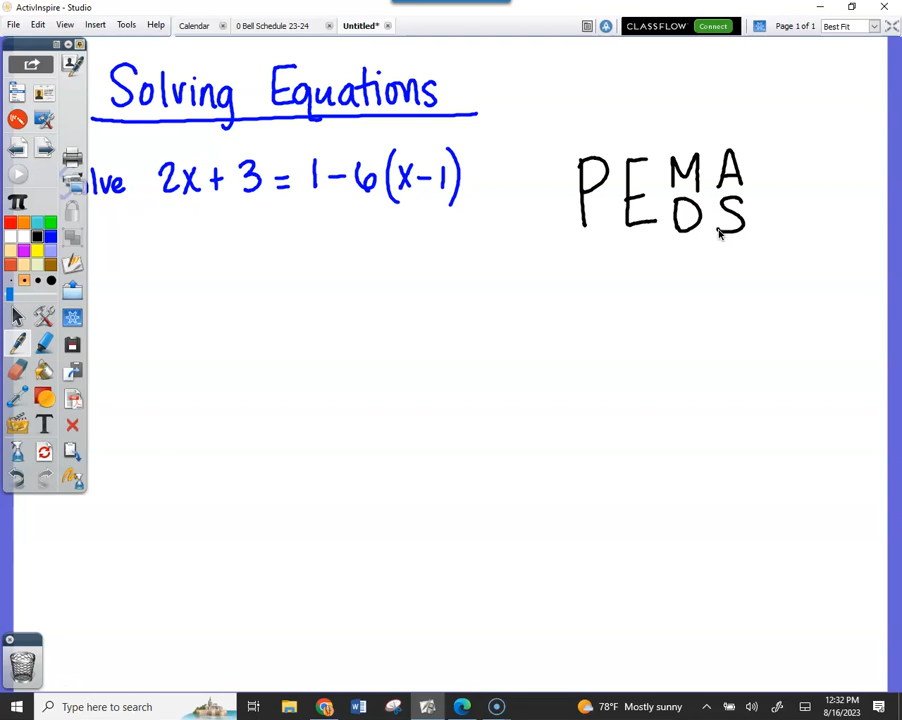 ActivInspire - Studio
File Edit View Insert Tools Help Calendar 0 Bell Schedule 23-24 Untitled* CLASSFLOW Connect Page 1 of 1 Best Fit
Solving Equations
lve 2x + 3 = 1 - 6(x - 1)
P E M A
D S
Type here to search
78°F Mostly sunny
12:32 PM
8/16/2023